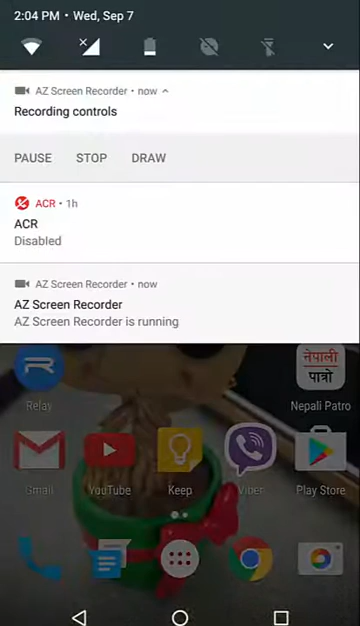 2:04 PM • Wed, Sep 7
AZ Screen Recorder • now
Recording controls
PAUSE STOP DRAW
ACR • 1h
ACR
Disabled
AZ Screen Recorder • now
AZ Screen Recorder
AZ Screen Recorder is running
नेपाली
पात्रो
Relay Nepali Patro
Gmail YouTube Keep Viber Play Store